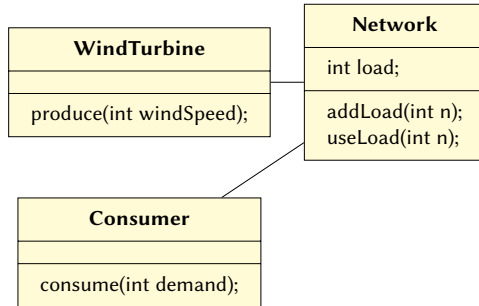 WindTurbine
produce(int windSpeed);
Network
int load;
addLoad(int n);
useLoad(int n);
Consumer
consume(int demand);